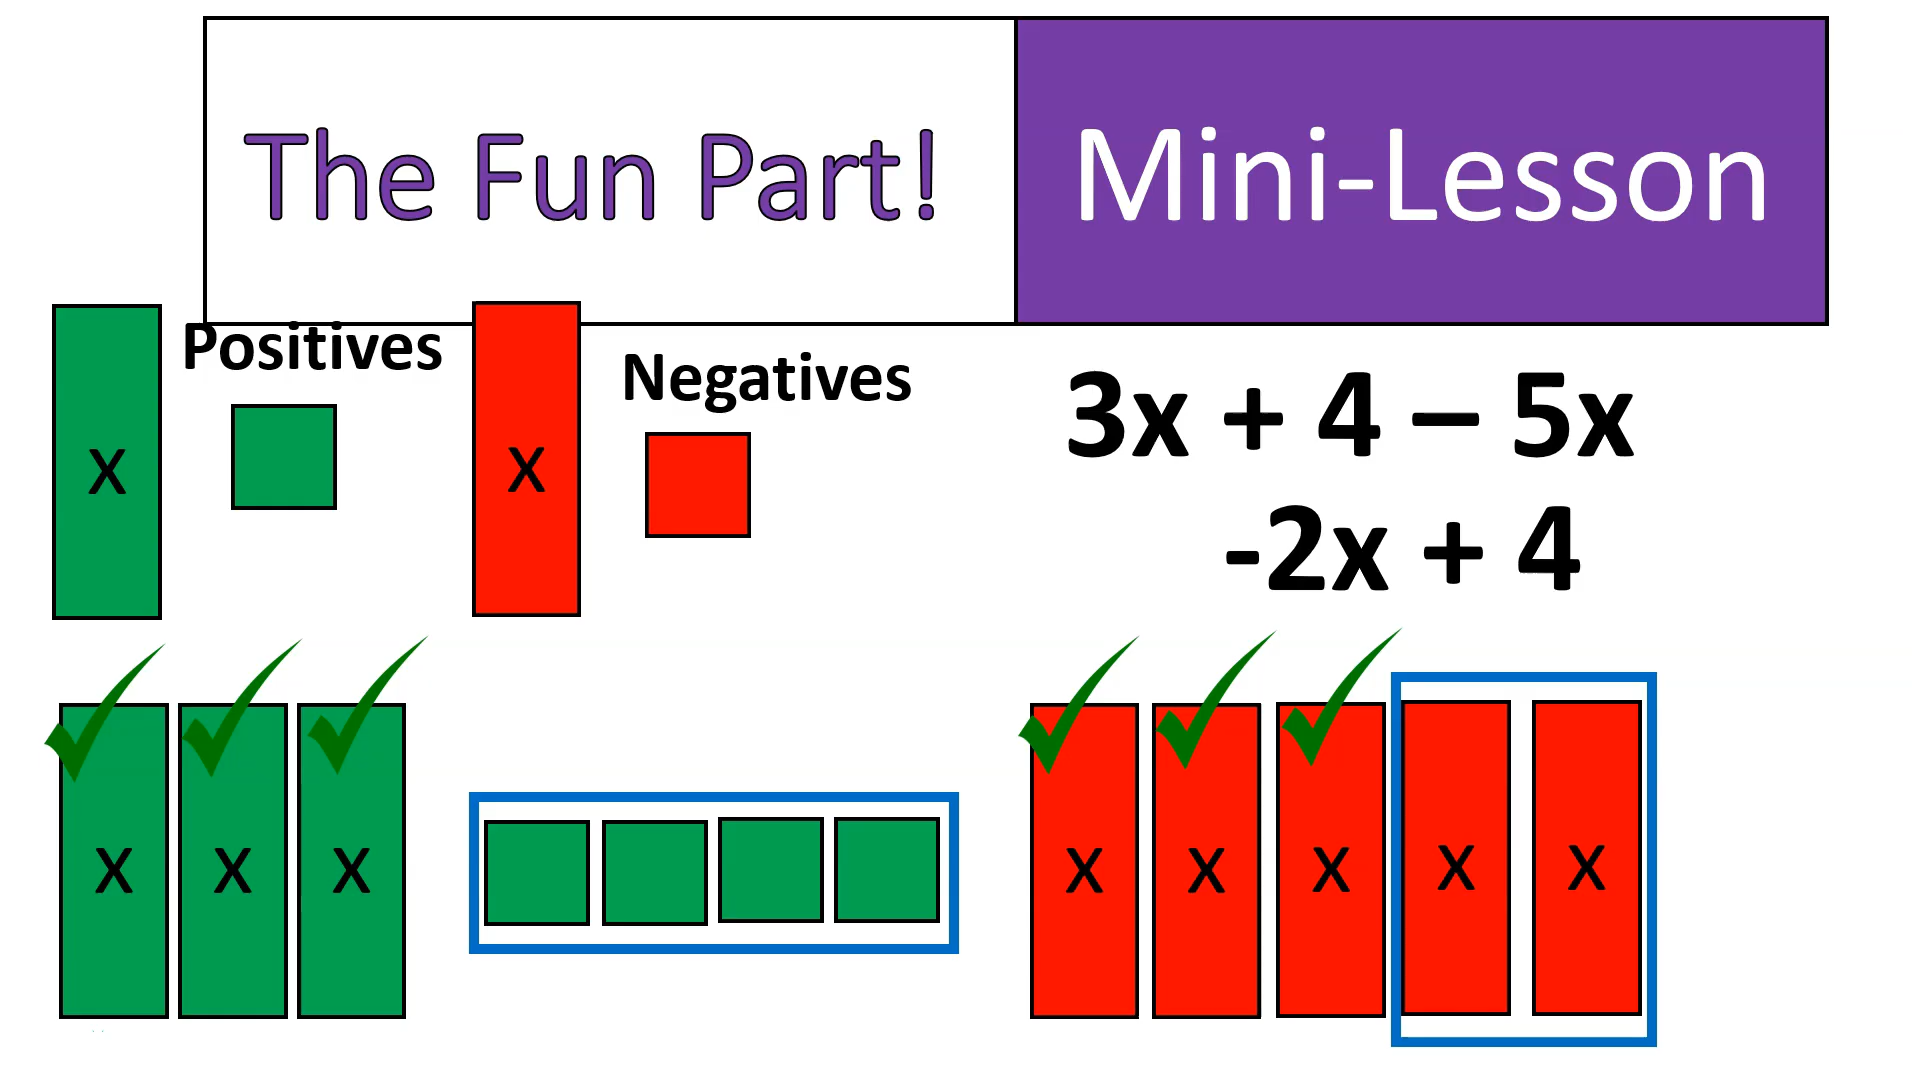 The Fun Part!
Mini-Lesson
Positives
Negatives
X
X
3x + 4 – 5x
-2x + 4
X X X
X X X X X